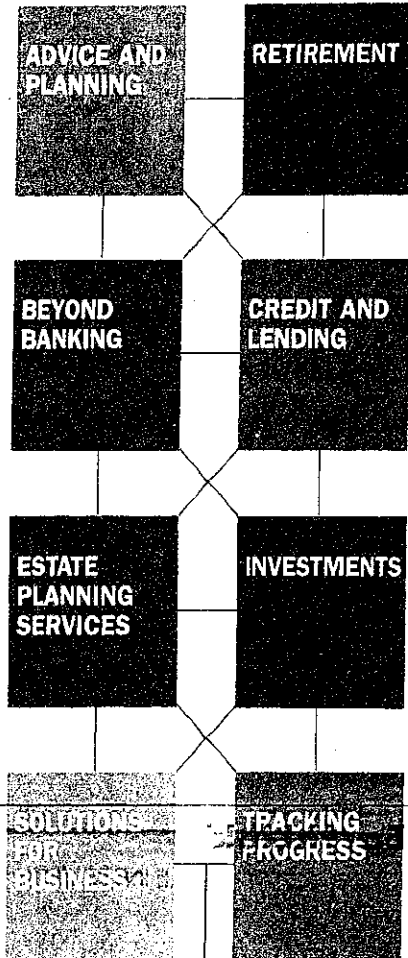 ADVICE AND
PLANNING
RETIREMENT
BEYOND
BANKING
CREDIT AND
LENDING
ESTATE
PLANNING
SERVICES
INVESTMENTS
SOLUTIONS
FOR
BUSINESS
TRACKING
PROGRESS